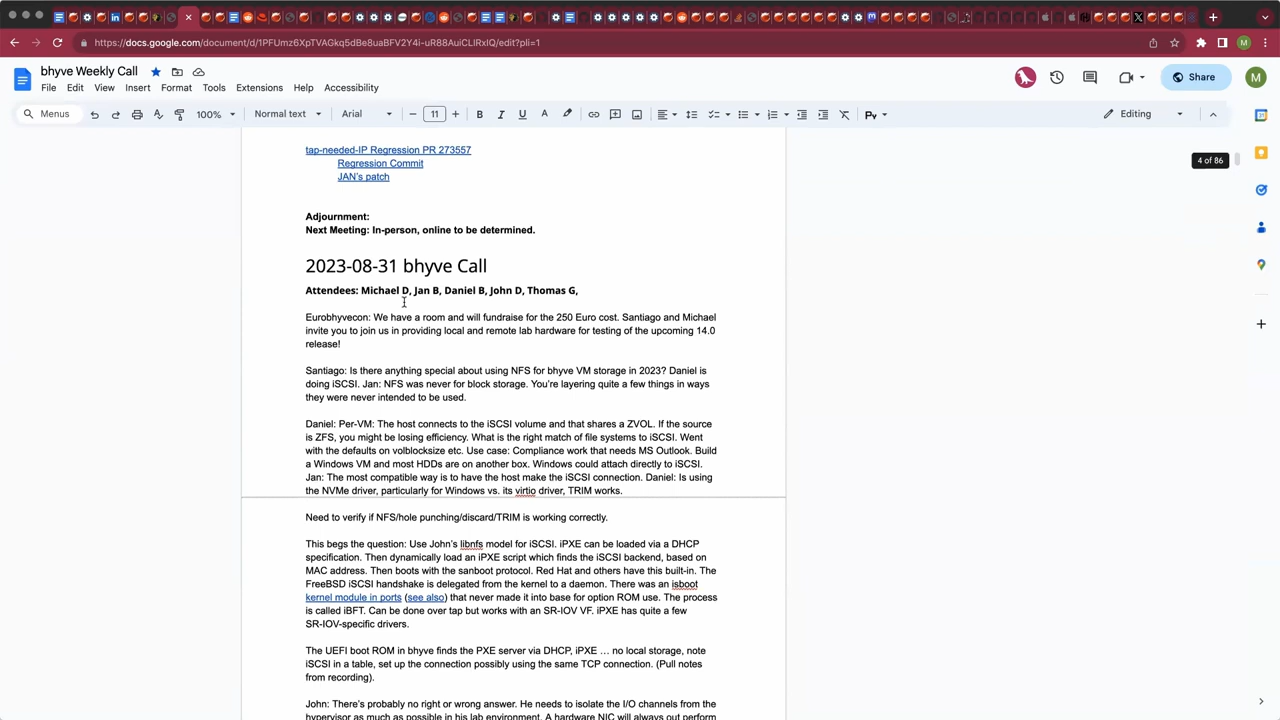 https://docs.google.com/document/d/1PFUmz6XpTVAGkq5dBe8uaBFV2Y4i-uR88AuiCLIRxIQ/edit?pli=1
M
bhyve Weekly Call
File Edit View Insert Format Tools Extensions Help Accessibility
Share
M
Menus
100%
Normal text
Arial
11
Editing
4 of 86
tap-needed-IP Regression PR 273557
Regression Commit
JAN's patch
Adjournment:
Next Meeting: In-person, online to be determined.
2023-08-31 bhyve Call
Attendees: Michael D, Jan B, Daniel B, John D, Thomas G,
Eurobhyvecon: We have a room and will fundraise for the 250 Euro cost. Santiago and Michael
invite you to join us in providing local and remote lab hardware for testing of the upcoming 14.0
release!
Santiago: Is there anything special about using NFS for bhyve VM storage in 2023? Daniel is
doing iSCSI. Jan: NFS was never for block storage. You're layering quite a few things in ways
they were never intended to be used.
Daniel: Per-VM: The host connects to the iSCSI volume and that shares a ZVOL. If the source
is ZFS, you might be losing efficiency. What is the right match of file systems to iSCSI. Went
with the defaults on volblocksize etc. Use case: Compliance work that needs MS Outlook. Build
a Windows VM and most HDDs are on another box. Windows could attach directly to iSCSI.
Jan: The most compatible way is to have the host make the iSCSI connection. Daniel: Is using
the NVMe driver, particularly for Windows vs. its virtio driver, TRIM works.
Need to verify if NFS/hole punching/discard/TRIM is working correctly.
This begs the question: Use John's libnfs model for iSCSI. iPXE can be loaded via a DHCP
specification. Then dynamically load an iPXE script which finds the iSCSI backend, based on
MAC address. Then boots with the sanboot protocol. Red Hat and others have this built-in. The
FreeBSD iSCSI handshake is delegated from the kernel to a daemon. There was an isboot
kernel module in ports (see also) that never made it into base for option ROM use. The process
is called iBFT. Can be done over tap but works with an SR-IOV VF. iPXE has quite a few
SR-IOV-specific drivers.
The UEFI boot ROM in bhyve finds the PXE server via DHCP, iPXE … no local storage, note
iSCSI in a table, set up the connection possibly using the same TCP connection. (Pull notes
from recording).
John: There's probably no right or wrong answer. He needs to isolate the I/O channels from the
hypervisor as much as possible in his lab environment. A hardware NIC will always out perform